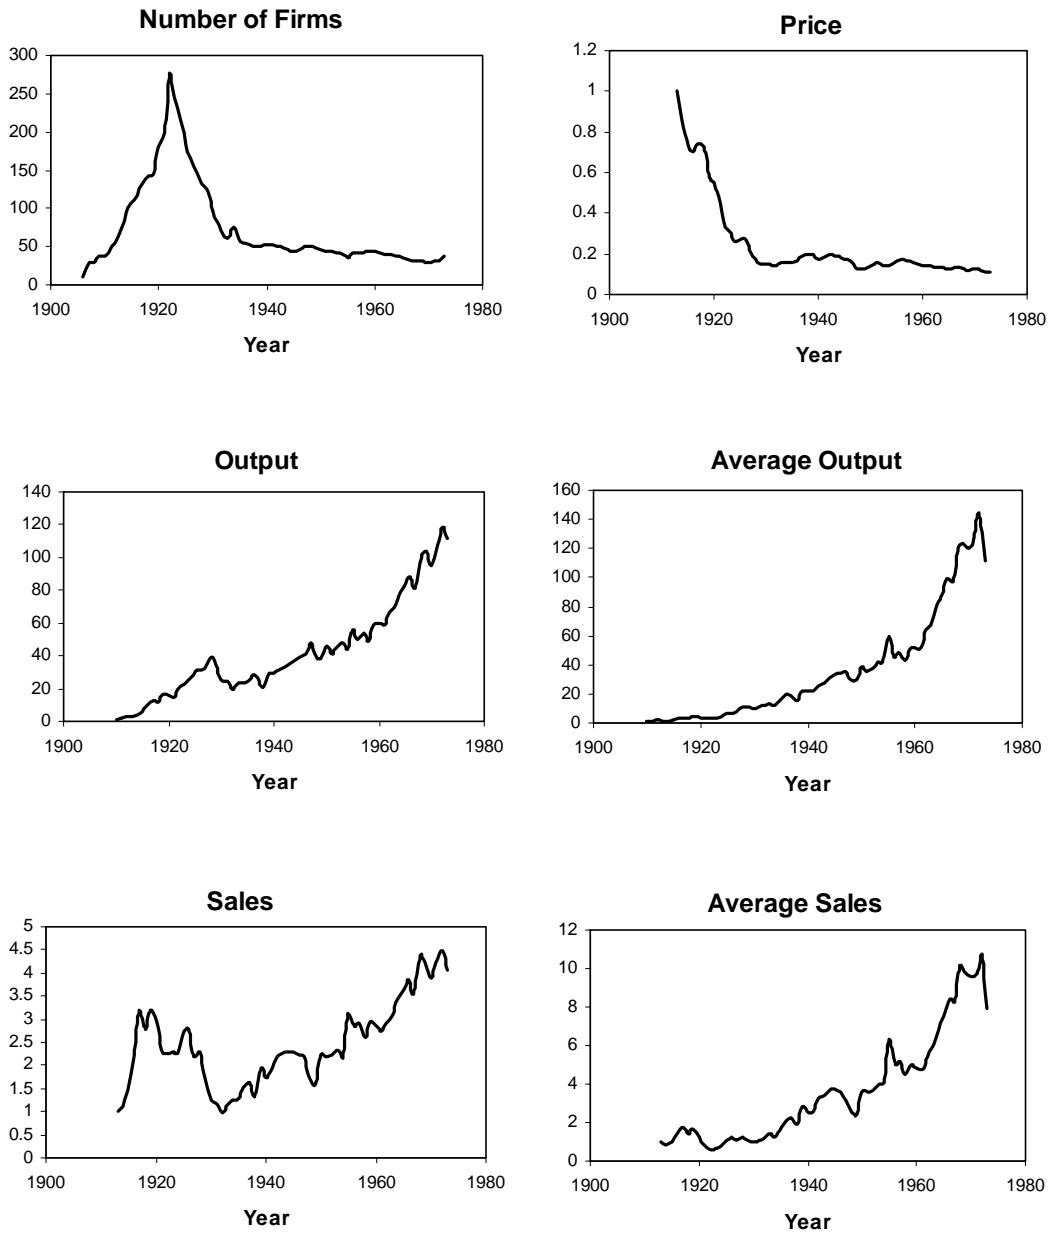 Number of Firms
300
250
200
150
100
50
0
1900 1920 1940 1960 1980
Year
Price
1.2
1
0.8
0.6
0.4
0.2
0
1900 1920 1940 1960 1980
Year
Output
140
120
100
80
60
40
20
0
1900 1920 1940 1960 1980
Year
Average Output
160
140
120
100
80
60
40
20
0
1900 1920 1940 1960 1980
Year
Sales
5
4.5
4
3.5
3
2.5
2
1.5
1
0.5
0
1900 1920 1940 1960 1980
Year
Average Sales
12
10
8
6
4
2
0
1900 1920 1940 1960 1980
Year